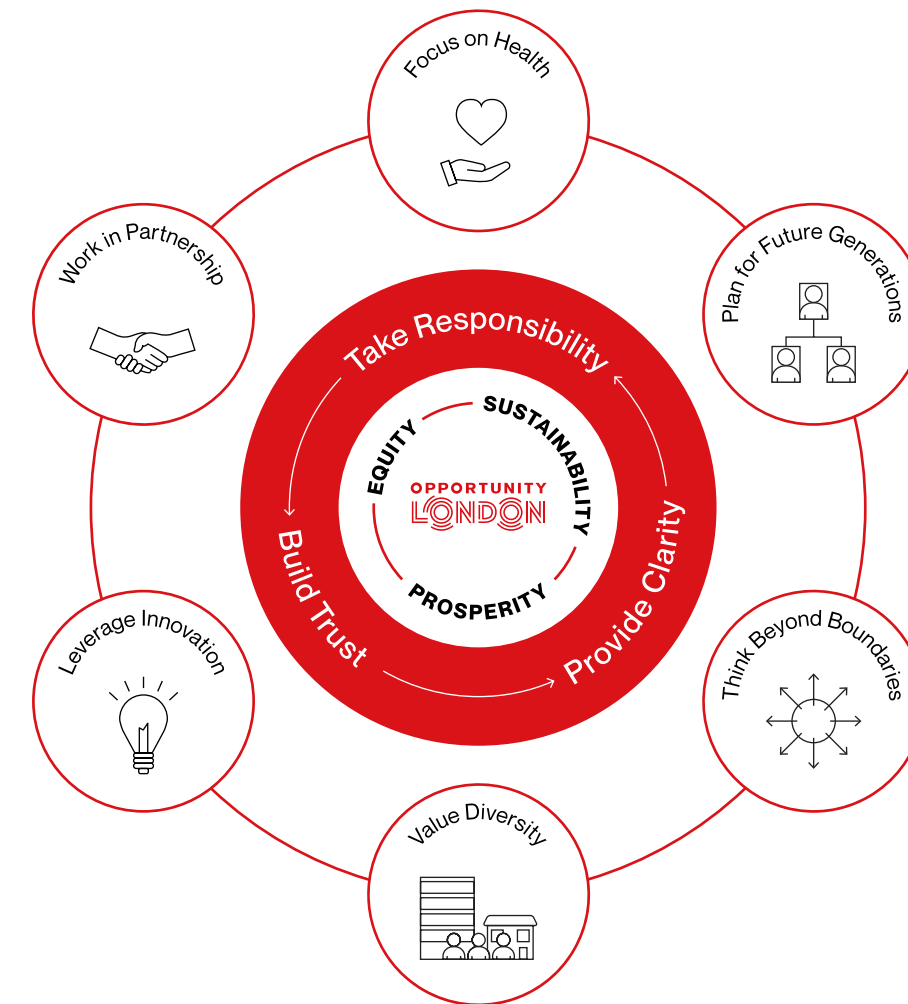 Focus on Health
Work in Partnership
Plan for Future Generations
Take Responsibility
EQUITY
SUSTAINABILITY
OPPORTUNITY
LONDON
PROSPERITY
Build Trust
Provide Clarity
Leverage Innovation
Think Beyond Boundaries
Value Diversity